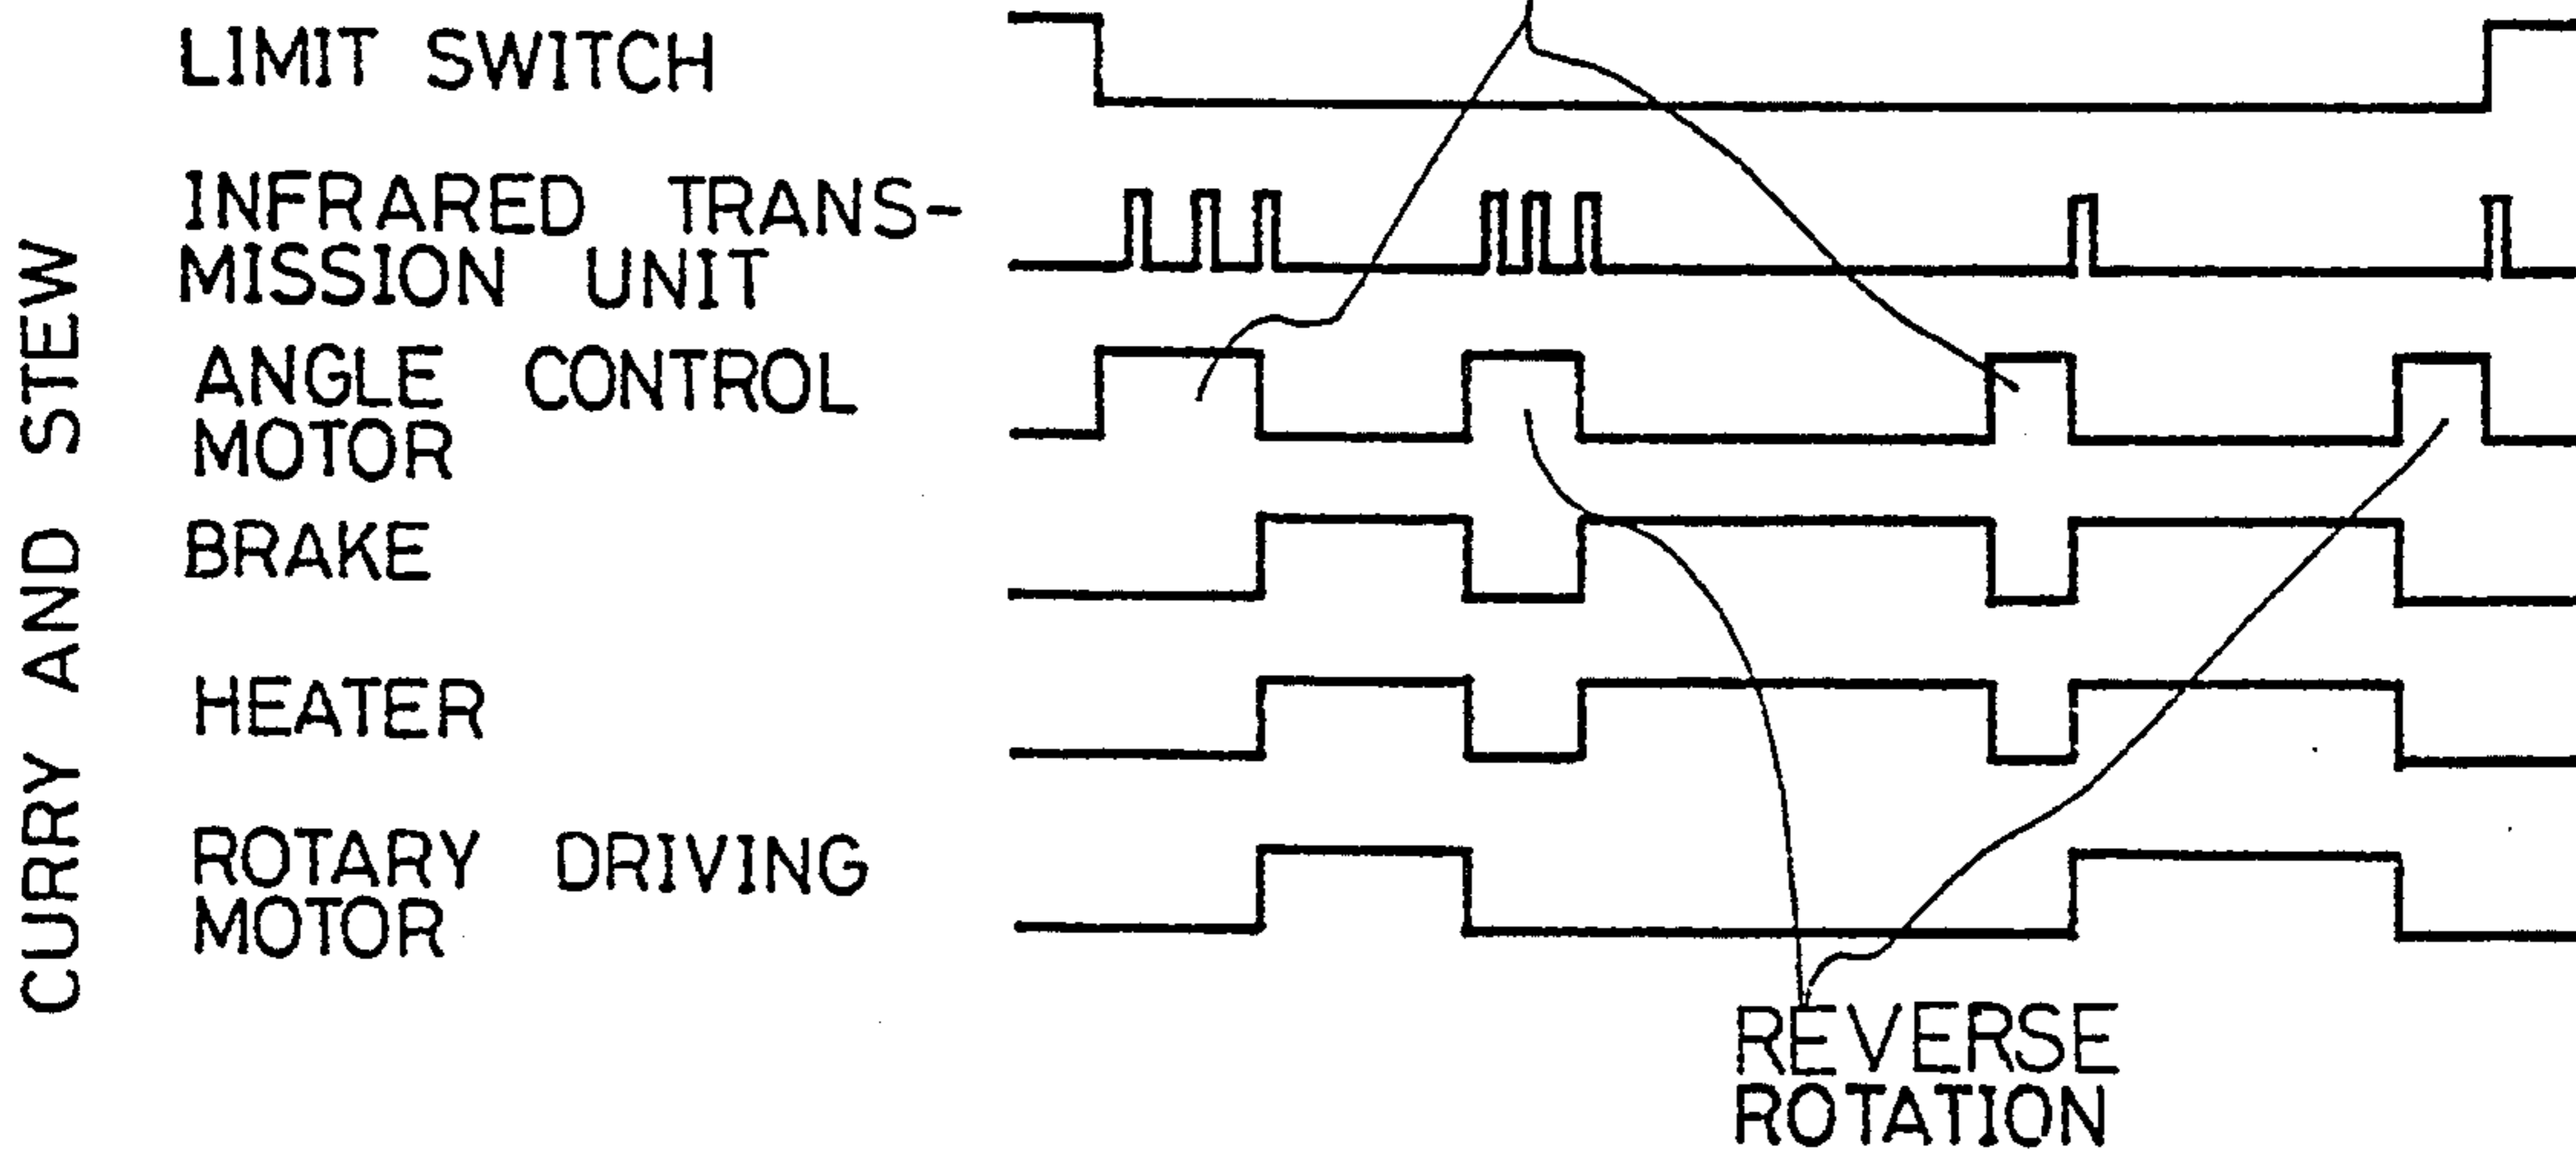 CURRY AND STEW
LIMIT SWITCH
INFRARED TRANS-
MISSION UNIT
ANGLE CONTROL
MOTOR
BRAKE
HEATER
ROTARY DRIVING
MOTOR
REVERSE
ROTATION